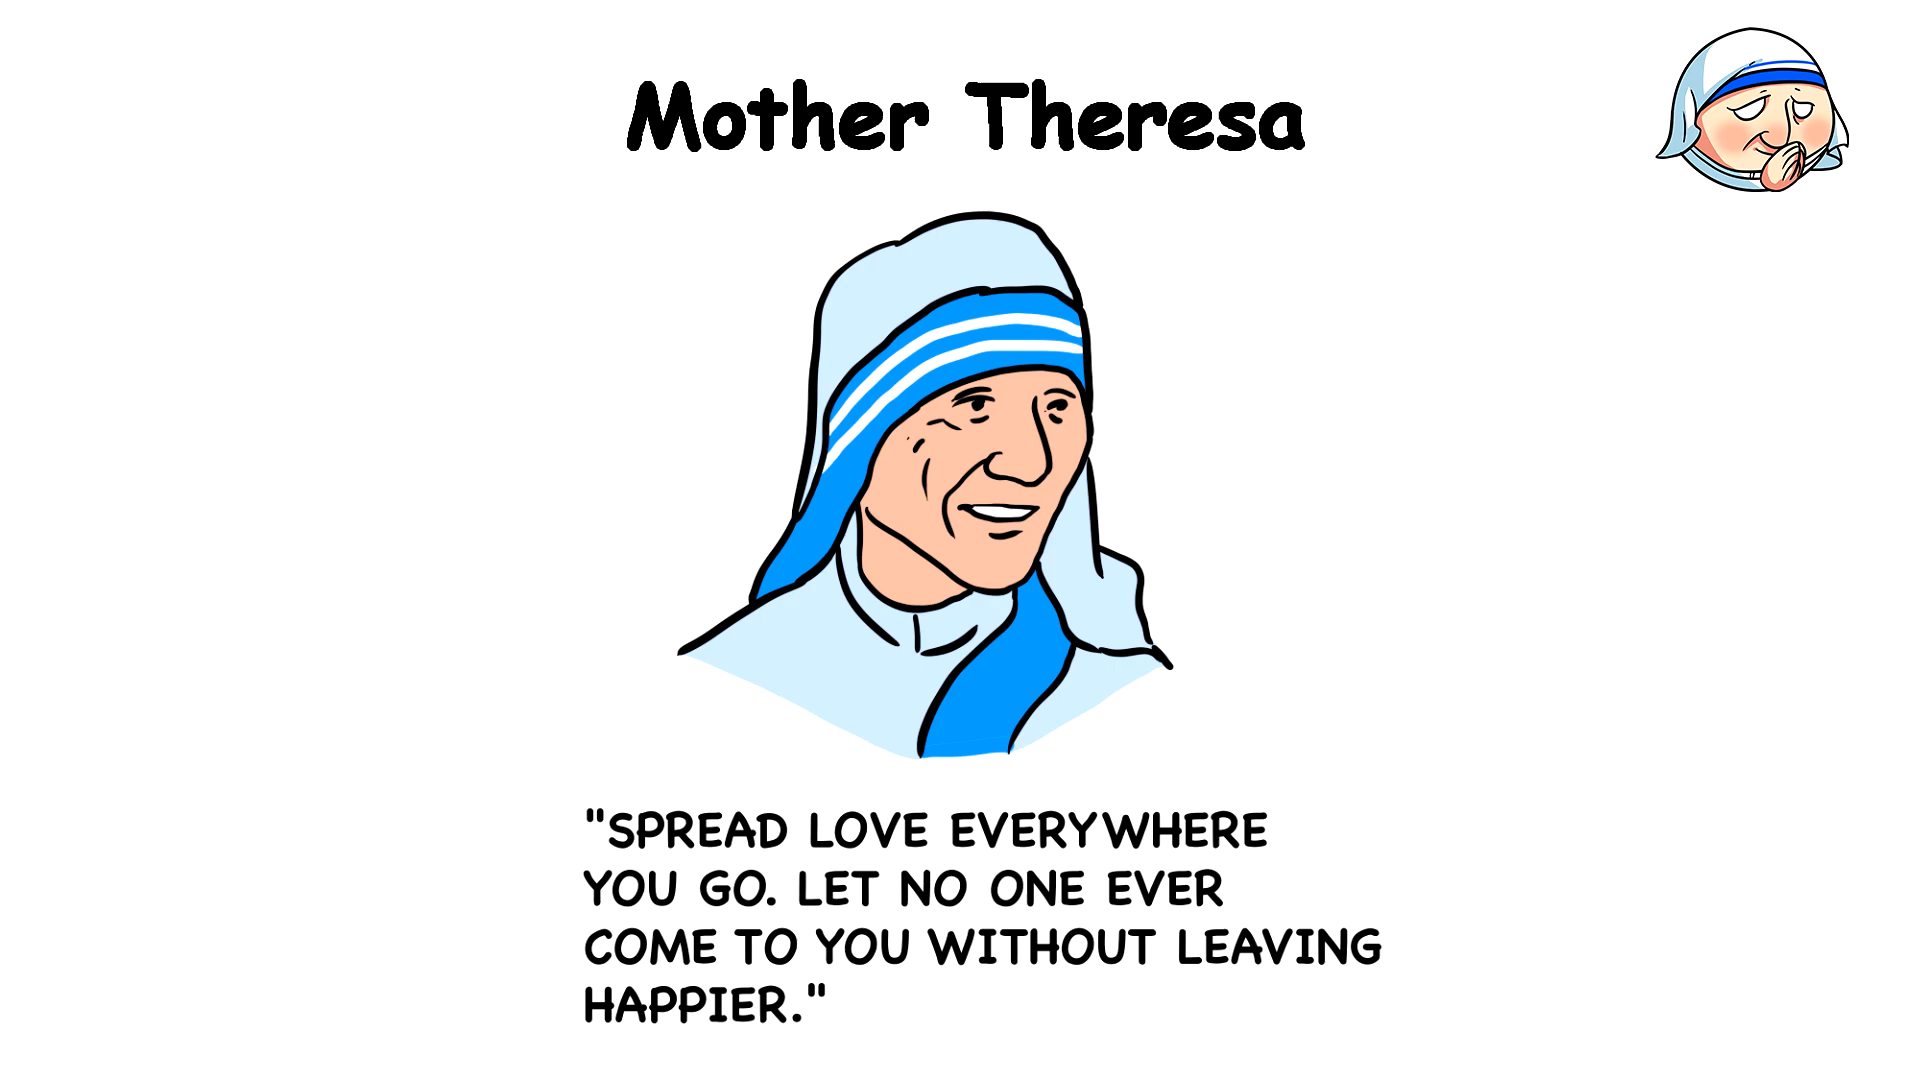 Mother Theresa
"SPREAD LOVE EVERYWHERE
YOU GO. LET NO ONE EVER
COME TO YOU WITHOUT LEAVING
HAPPIER."